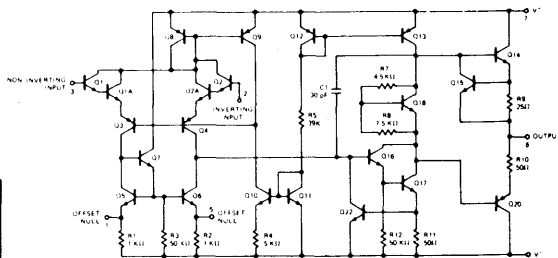 V+
7
Q8
Q9
Q12
Q13
Q14
NON INVERTING
INPUT
3
Q1
Q1A
Q2A
Q2
2
INVERTING
INPUT
R7
4.5 KΩ
C1
30 pF
Q18
Q15
R9
25Ω
R5
39K
R8
7.5 KΩ
OUTPUT
6
Q3
Q4
R10
50Ω
Q7
Q16
Q17
Q20
Q5
Q6
Q10
Q11
Q22
OFFSET
NULL
1
5
OFFSET
NULL
R1
1 KΩ
R3
50 KΩ
R2
1 KΩ
R4
5 KΩ
R12
50 KΩ
R11
50Ω